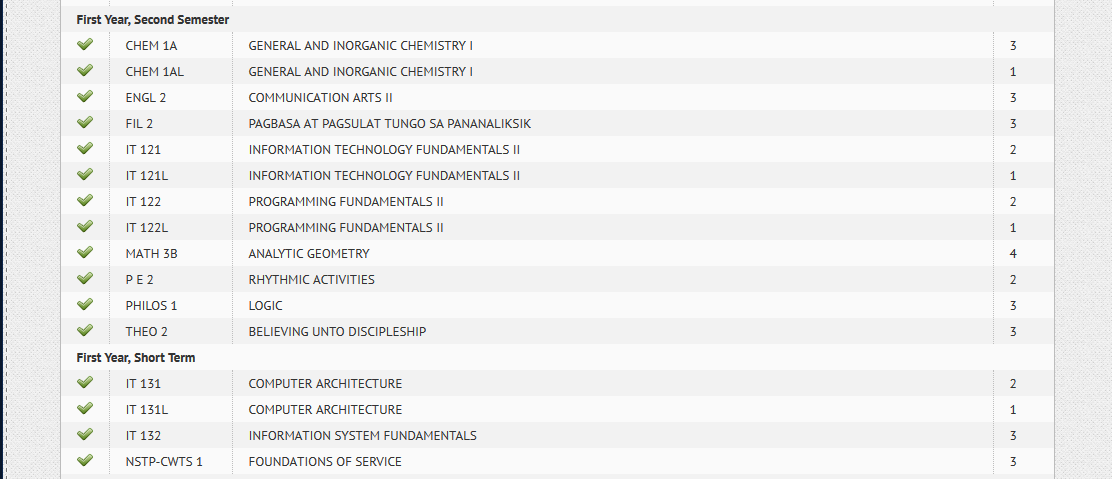 First Year, Second Semester
CHEM 1A GENERAL AND INORGANIC CHEMISTRY I 3
CHEM 1AL GENERAL AND INORGANIC CHEMISTRY I 1
ENGL 2 COMMUNICATION ARTS II 3
FIL 2 PAGBASA AT PAGSULAT TUNGO SA PANANALIKSIK 3
IT 121 INFORMATION TECHNOLOGY FUNDAMENTALS II 2
IT 121L INFORMATION TECHNOLOGY FUNDAMENTALS II 1
IT 122 PROGRAMMING FUNDAMENTALS II 2
IT 122L PROGRAMMING FUNDAMENTALS II 1
MATH 3B ANALYTIC GEOMETRY 4
P E 2 RHYTHMIC ACTIVITIES 2
PHILOS 1 LOGIC 3
THEO 2 BELIEVING UNTO DISCIPLESHIP 3
First Year, Short Term
IT 131 COMPUTER ARCHITECTURE 2
IT 131L COMPUTER ARCHITECTURE 1
IT 132 INFORMATION SYSTEM FUNDAMENTALS 3
NSTP-CWTS 1 FOUNDATIONS OF SERVICE 3